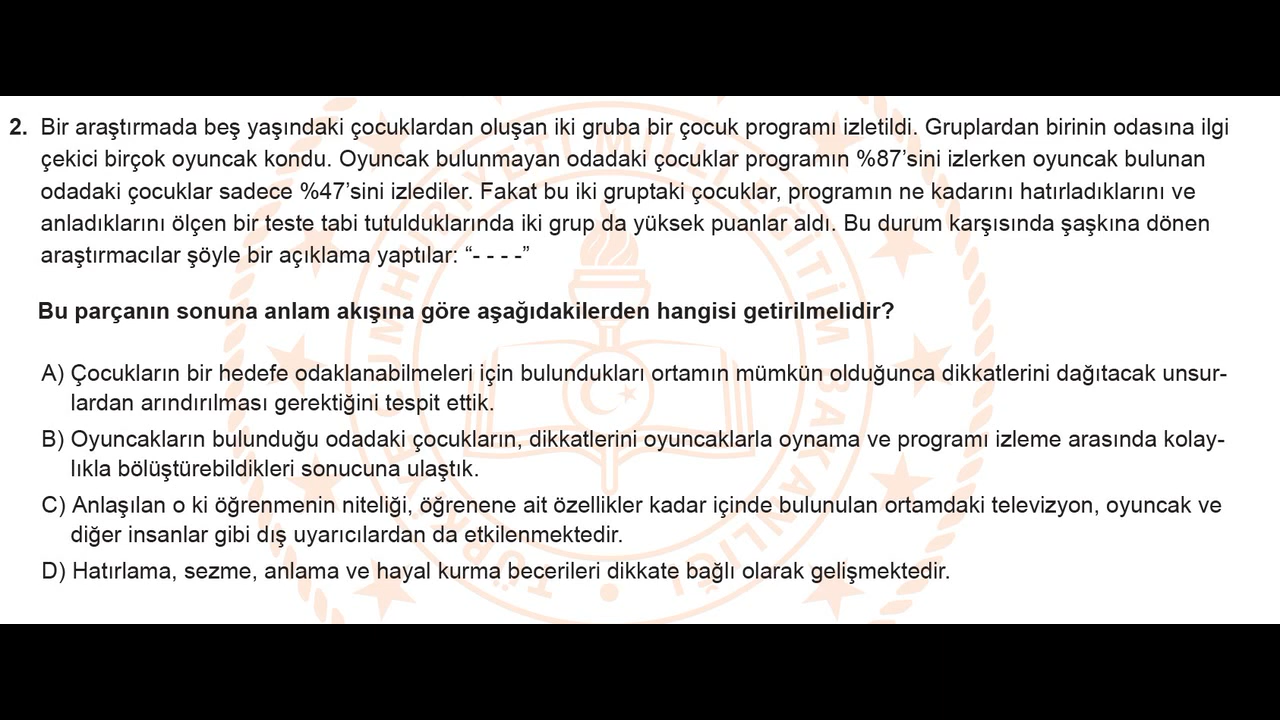 2. Bir araştırmada beş yaşındaki çocuklardan oluşan iki gruba bir çocuk programı izletildi. Gruplardan birinin odasına ilgi
çekici birçok oyuncak kondu. Oyuncak bulunmayan odadaki çocuklar programın %87’sini izlerken oyuncak bulunan
odadaki çocuklar sadece %47’sini izlediler. Fakat bu iki gruptaki çocuklar, programın ne kadarını hatırladıklarını ve
anladıklarını ölçen bir teste tabi tutulduklarında iki grup da yüksek puanlar aldı. Bu durum karşısında şaşkına dönen
araştırmacılar şöyle bir açıklama yaptılar: “- - - -”
Bu parçanın sonuna anlam akışına göre aşağıdakilerden hangisi getirilmelidir?
A) Çocukların bir hedefe odaklanabilmeleri için bulundukları ortamın mümkün olduğunca dikkatlerini dağıtacak unsur-
lardan arındırılması gerektiğini tespit ettik.
B) Oyuncakların bulunduğu odadaki çocukların, dikkatlerini oyuncaklarla oynama ve programı izleme arasında kolay-
lıkla bölüştürebildikleri sonucuna ulaştık.
C) Anlaşılan o ki öğrenmenin niteliği, öğrenene ait özellikler kadar içinde bulunulan ortamdaki televizyon, oyuncak ve
diğer insanlar gibi dış uyarıcılardan da etkilenmektedir.
D) Hatırlama, sezme, anlama ve hayal kurma becerileri dikkate bağlı olarak gelişmektedir.